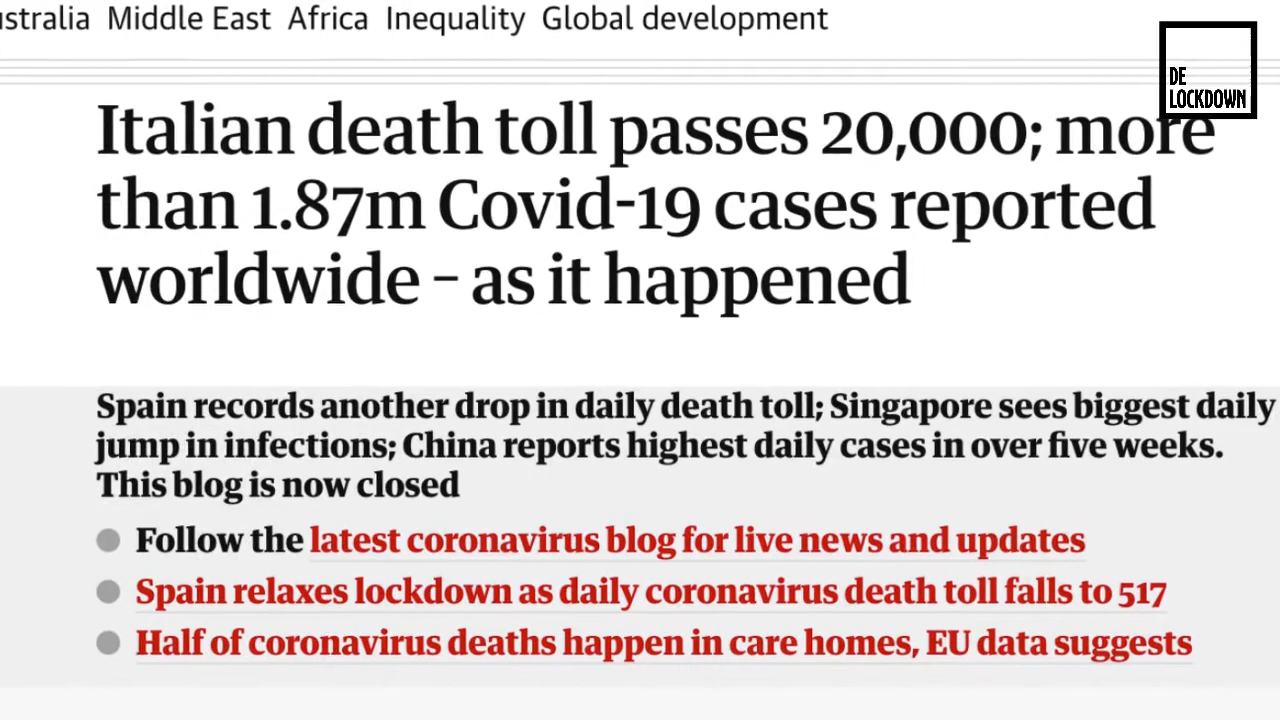 ustralia Middle East Africa Inequality Global development
DE
LOCKDOWN
Italian death toll passes 20,000; more
than 1.87m Covid-19 cases reported
worldwide – as it happened
Spain records another drop in daily death toll; Singapore sees biggest daily
jump in infections; China reports highest daily cases in over five weeks.
This blog is now closed
Follow the latest coronavirus blog for live news and updates
Spain relaxes lockdown as daily coronavirus death toll falls to 517
Half of coronavirus deaths happen in care homes, EU data suggests